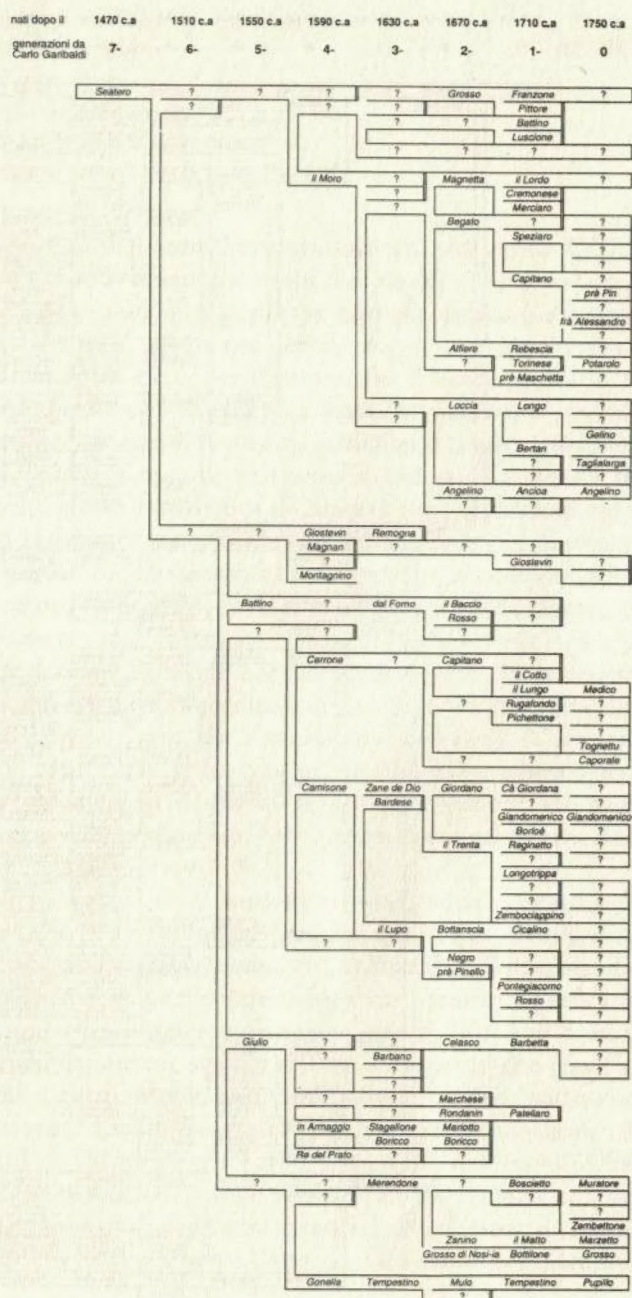 nati dopo il 1470 c.a 1510 c.a 1550 c.a 1590 c.a 1630 c.a 1670 c.a 1710 c.a 1750 c.a
generazioni da
Carlo Garibaldi 7- 6- 5- 4- 3- 2- 1- 0
Seatero ? ? ? ? Grosso Franzone ?
? ? ? ? Pittore
? ? Battino
? Luscione
? ? ? ? ?
il Moro ? Magnetta il Lordo ?
? Cremonese
? Merciaro
Begato ? ?
Speziaro ?
?
?
Capitano ?
prè Pin
?
frà Alessandro
?
Alfiere Rebescia ?
? Torinese Potarolo
prè Maschetta ?
? Loccia Longo ?
? ?
Gelino
Bertan ?
? Taglialarga
? ?
Angelino Ancioa Angelino
? ? ?
? ? Giostevin Remogna
Magnan ? ? ? ?
? Giostevin ?
Montagnino ?
Battino ? dal Forno il Baccio ?
? Rosso ?
? ? ?
Cerrone ? Capitano ?
il Cotto
il Lungo Medico
? Rugafondo ?
Pichettone ?
?
Tognettu
? ? Caporale
Camisone Zane de Dio Giordano Cà Giordana ?
Bardese ? ?
Giandomenico Giandomenico
Borloè ?
il Trenta Reginetto ?
? ?
Longotrippa
? ?
? ?
?
Zembociappino ?
il Lupo Bottanscia Cicalino ?
? ? ?
Negro ? ?
prè Pinello ?
Pontegiacomo ?
Rosso ?
? ?
Giulio ? ? Celasco Barbetta ?
? Barbano ?
? ?
?
? ? Marchese
? Rondanin Patellaro
in Armaggio Stagellone Mariotto
Boricco Boricco
Re del Prato ? ?
? ? Merendone ? Boscietto Muratore
? ? ?
?
Zambettone
Zanino il Matto Marzetto
Grosso di Nosi-ia Bottilone Grosso
Gonella Tempestino Mulo Tempestino Pupillo
?